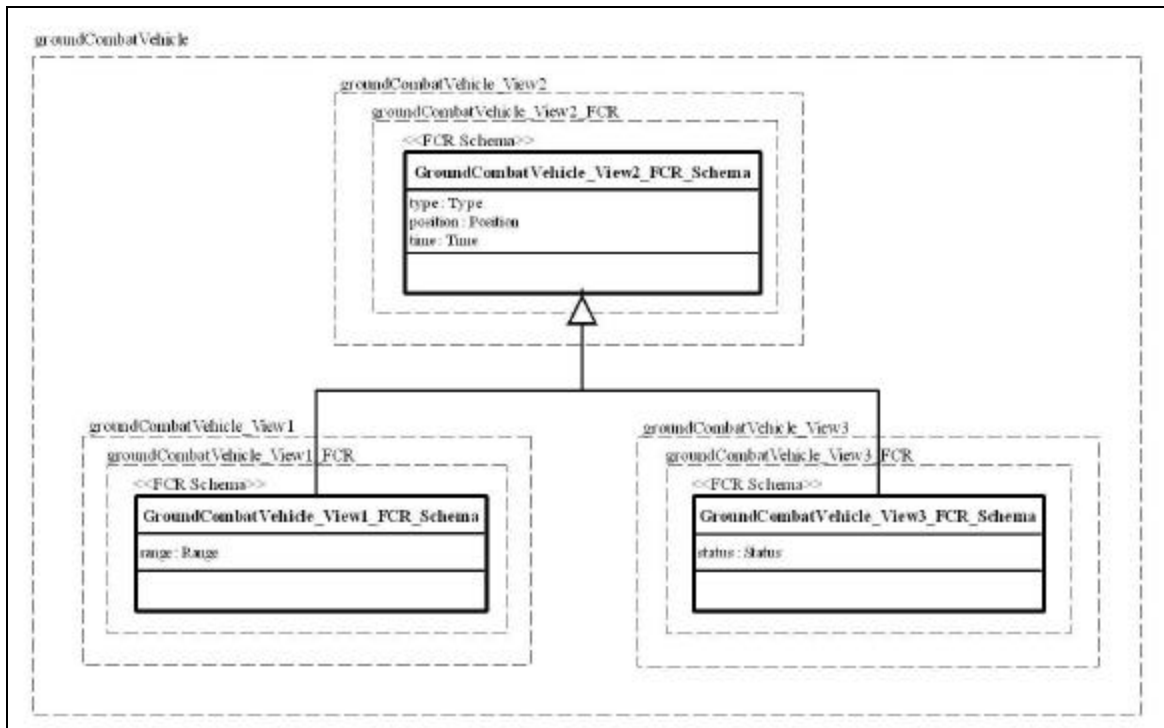 groundCombatVehicle
groundCombatVehicle_View2
groundCombatVehicle_View2_FCR
<<FCR Schema>>
GroundCombatVehicle_View2_FCR_Schema
type : Type
position : Position
time : Time
groundCombatVehicle_View1
groundCombatVehicle_View1_FCR
<<FCR Schema>>
GroundCombatVehicle_View1_FCR_Schema
range : Range
groundCombatVehicle_View3
groundCombatVehicle_View3_FCR
<<FCR Schema>>
GroundCombatVehicle_View3_FCR_Schema
status : Status